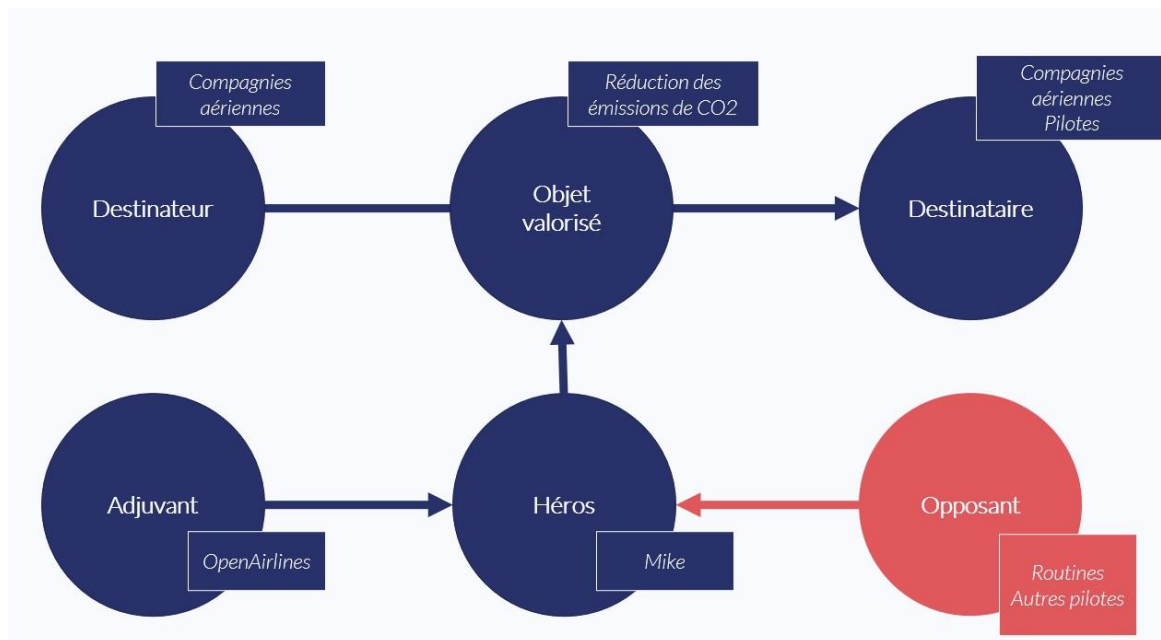 Compagnies
aériennes
Réduction des
émissions de CO2
Compagnies
aériennes
Pilotes
Destinateur
Objet
valorisé
Destinataire
Adjuvant
OpenAirlines
Héros
Mike
Opposant
Routines
Autres pilotes